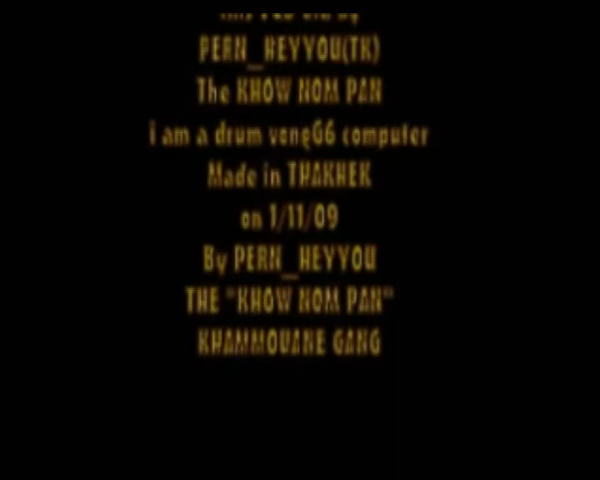 PERN_HEYYOU(TK)
The KHOW NOM PAN
i am a drum vongG6 computer
Made in THAKHEK
on 1/11/09
By PERN_HEYYOU
THE "KHOW NOM PAN"
KHAMMOUANE GANG